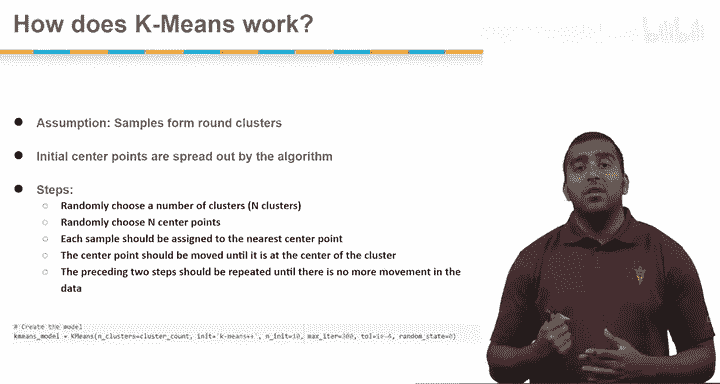 How does K-Means work?
Assumption: Samples form round clusters
Initial center points are spread out by the algorithm
Steps:
Randomly choose a number of clusters (N clusters)
Randomly choose N center points
Each sample should be assigned to the nearest center point
The center point should be moved until it is at the center of the cluster
The preceding two steps should be repeated until there is no more movement in the
data
# Create the model
kmeans_model = KMeans(n_clusters=cluster_count, init='k-means++', n_init=10, max_iter=300, tol=1e-4, random_state=0)